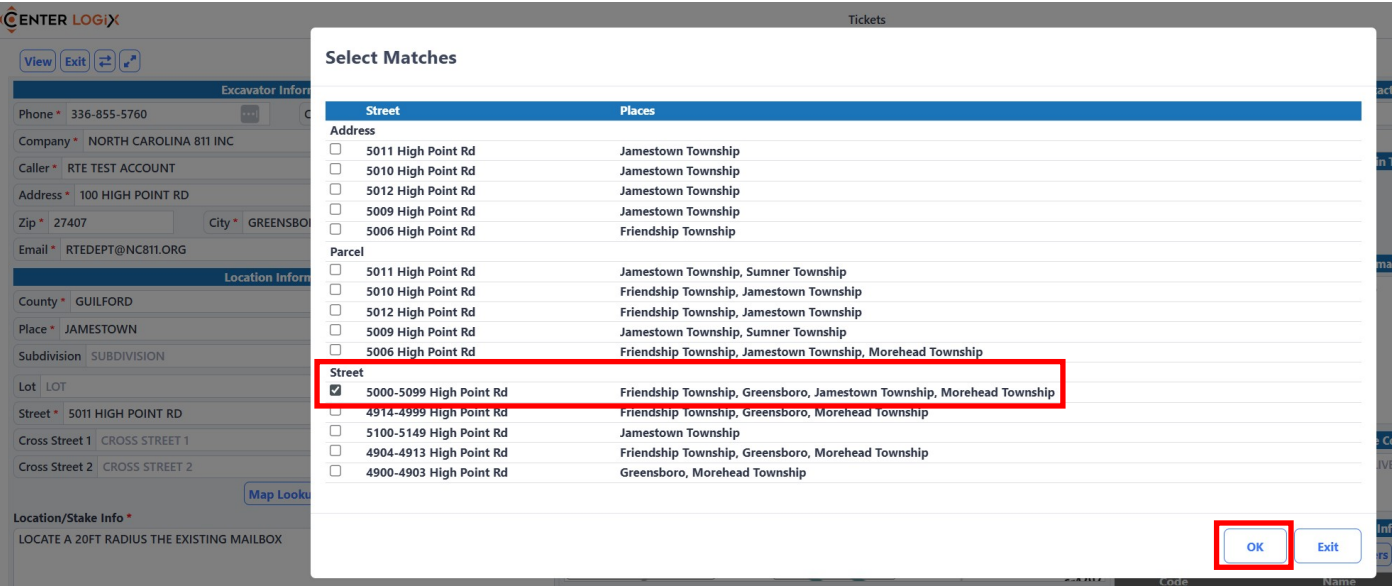 CENTER LOGiX
Tickets
View Exit
Select Matches
Excavator Inform
Phone * 336-855-5760
Company * NORTH CAROLINA 811 INC
Caller * RTE TEST ACCOUNT
Address * 100 HIGH POINT RD
Zip * 27407 City * GREENSBO
Email * RTEDEPT@NC811.ORG
Location Inform
County * GUILFORD
Place * JAMESTOWN
Subdivision SUBDIVISION
Lot LOT
Street * 5011 HIGH POINT RD
Cross Street 1 CROSS STREET 1
Cross Street 2 CROSS STREET 2
Map Looku
Location/Stake Info *
LOCATE A 20FT RADIUS THE EXISTING MAILBOX
Street Places
Address
5011 High Point Rd Jamestown Township
5010 High Point Rd Jamestown Township
5012 High Point Rd Jamestown Township
5009 High Point Rd Jamestown Township
5006 High Point Rd Friendship Township
Parcel
5011 High Point Rd Jamestown Township, Sumner Township
5010 High Point Rd Friendship Township, Jamestown Township
5012 High Point Rd Friendship Township, Jamestown Township
5009 High Point Rd Jamestown Township, Sumner Township
5006 High Point Rd Friendship Township, Jamestown Township, Morehead Township
Street
5000-5099 High Point Rd Friendship Township, Greensboro, Jamestown Township, Morehead Township
4914-4999 High Point Rd Friendship Township, Greensboro, Morehead Township
5100-5149 High Point Rd Jamestown Township
4904-4913 High Point Rd Friendship Township, Greensboro, Morehead Township
4900-4903 High Point Rd Greensboro, Morehead Township
OK Exit
Code Name